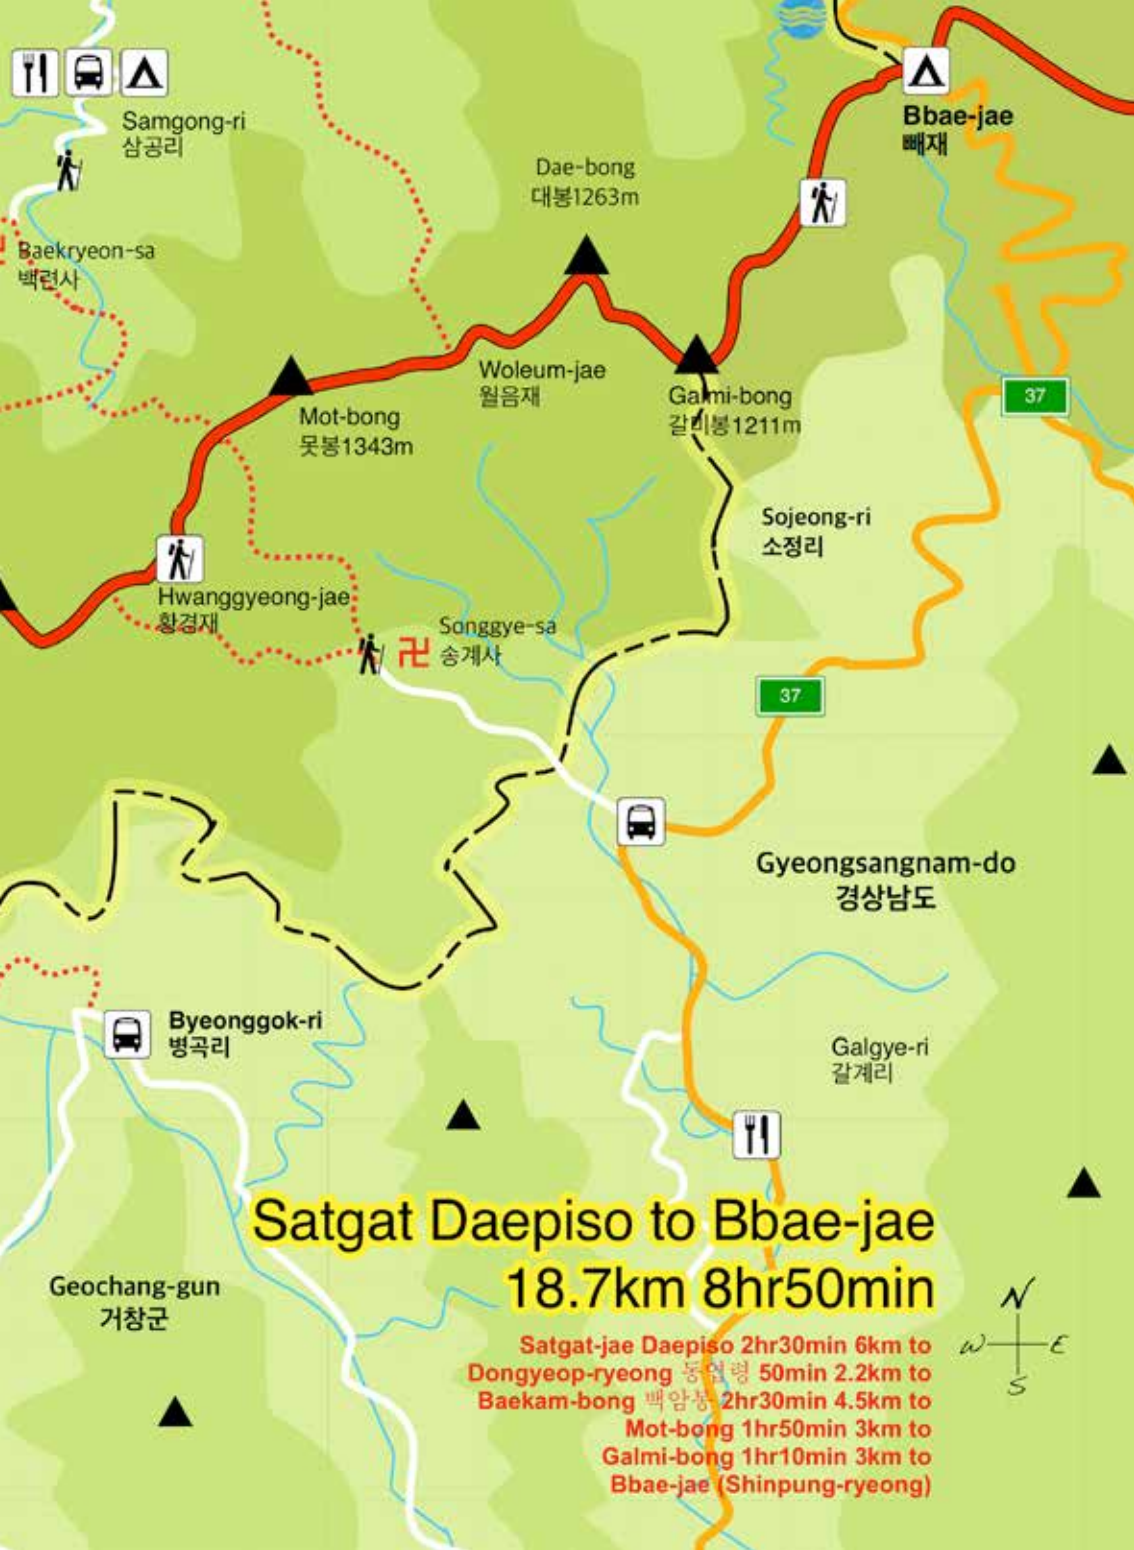 Samgong-ri
삼공리
Bbae-jae
빼재
Dae-bong
대봉1263m
Baekryeon-sa
백련사
Woleum-jae
월음재
Galmi-bong
갈미봉1211m
37
Mot-bong
못봉1343m
Sojeong-ri
소정리
Hwanggyeong-jae
황경재
Songgye-sa
송계사
37
Gyeongsangnam-do
경상남도
Byeonggok-ri
병곡리
Galgye-ri
갈계리
Satgat Daepiso to Bbae-jae
18.7km 8hr50min
Geochang-gun
거창군
N
W E
S
Satgat-jae Daepiso 2hr30min 6km to
Dongyeop-ryeong 동엽령 50min 2.2km to
Baekam-bong 백암봉 2hr30min 4.5km to
Mot-bong 1hr50min 3km to
Galmi-bong 1hr10min 3km to
Bbae-jae (Shinpung-ryeong)